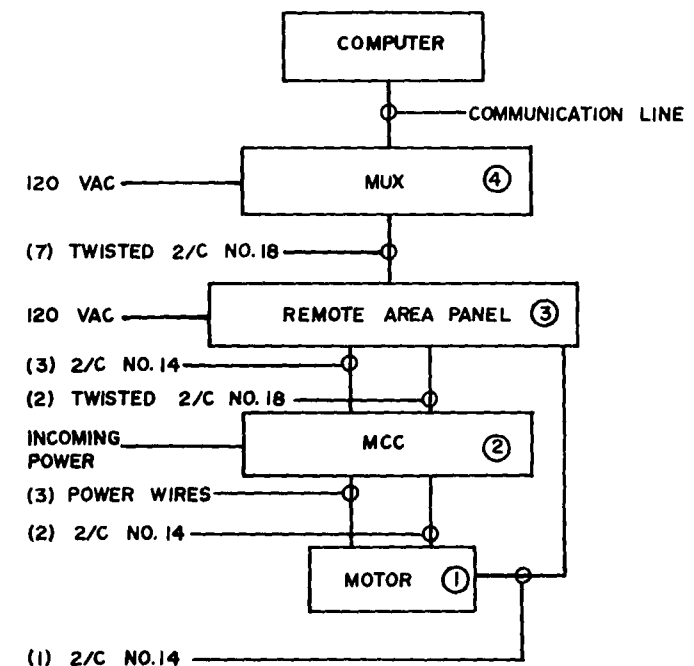 COMPUTER
COMMUNICATION LINE
120 VAC
MUX 4
(7) TWISTED 2/C NO.18
120 VAC
REMOTE AREA PANEL 3
(3) 2/C NO.14
(2) TWISTED 2/C NO.18
INCOMING
POWER
MCC 2
(3) POWER WIRES
(2) 2/C NO.14
MOTOR 1
(1) 2/C NO.14